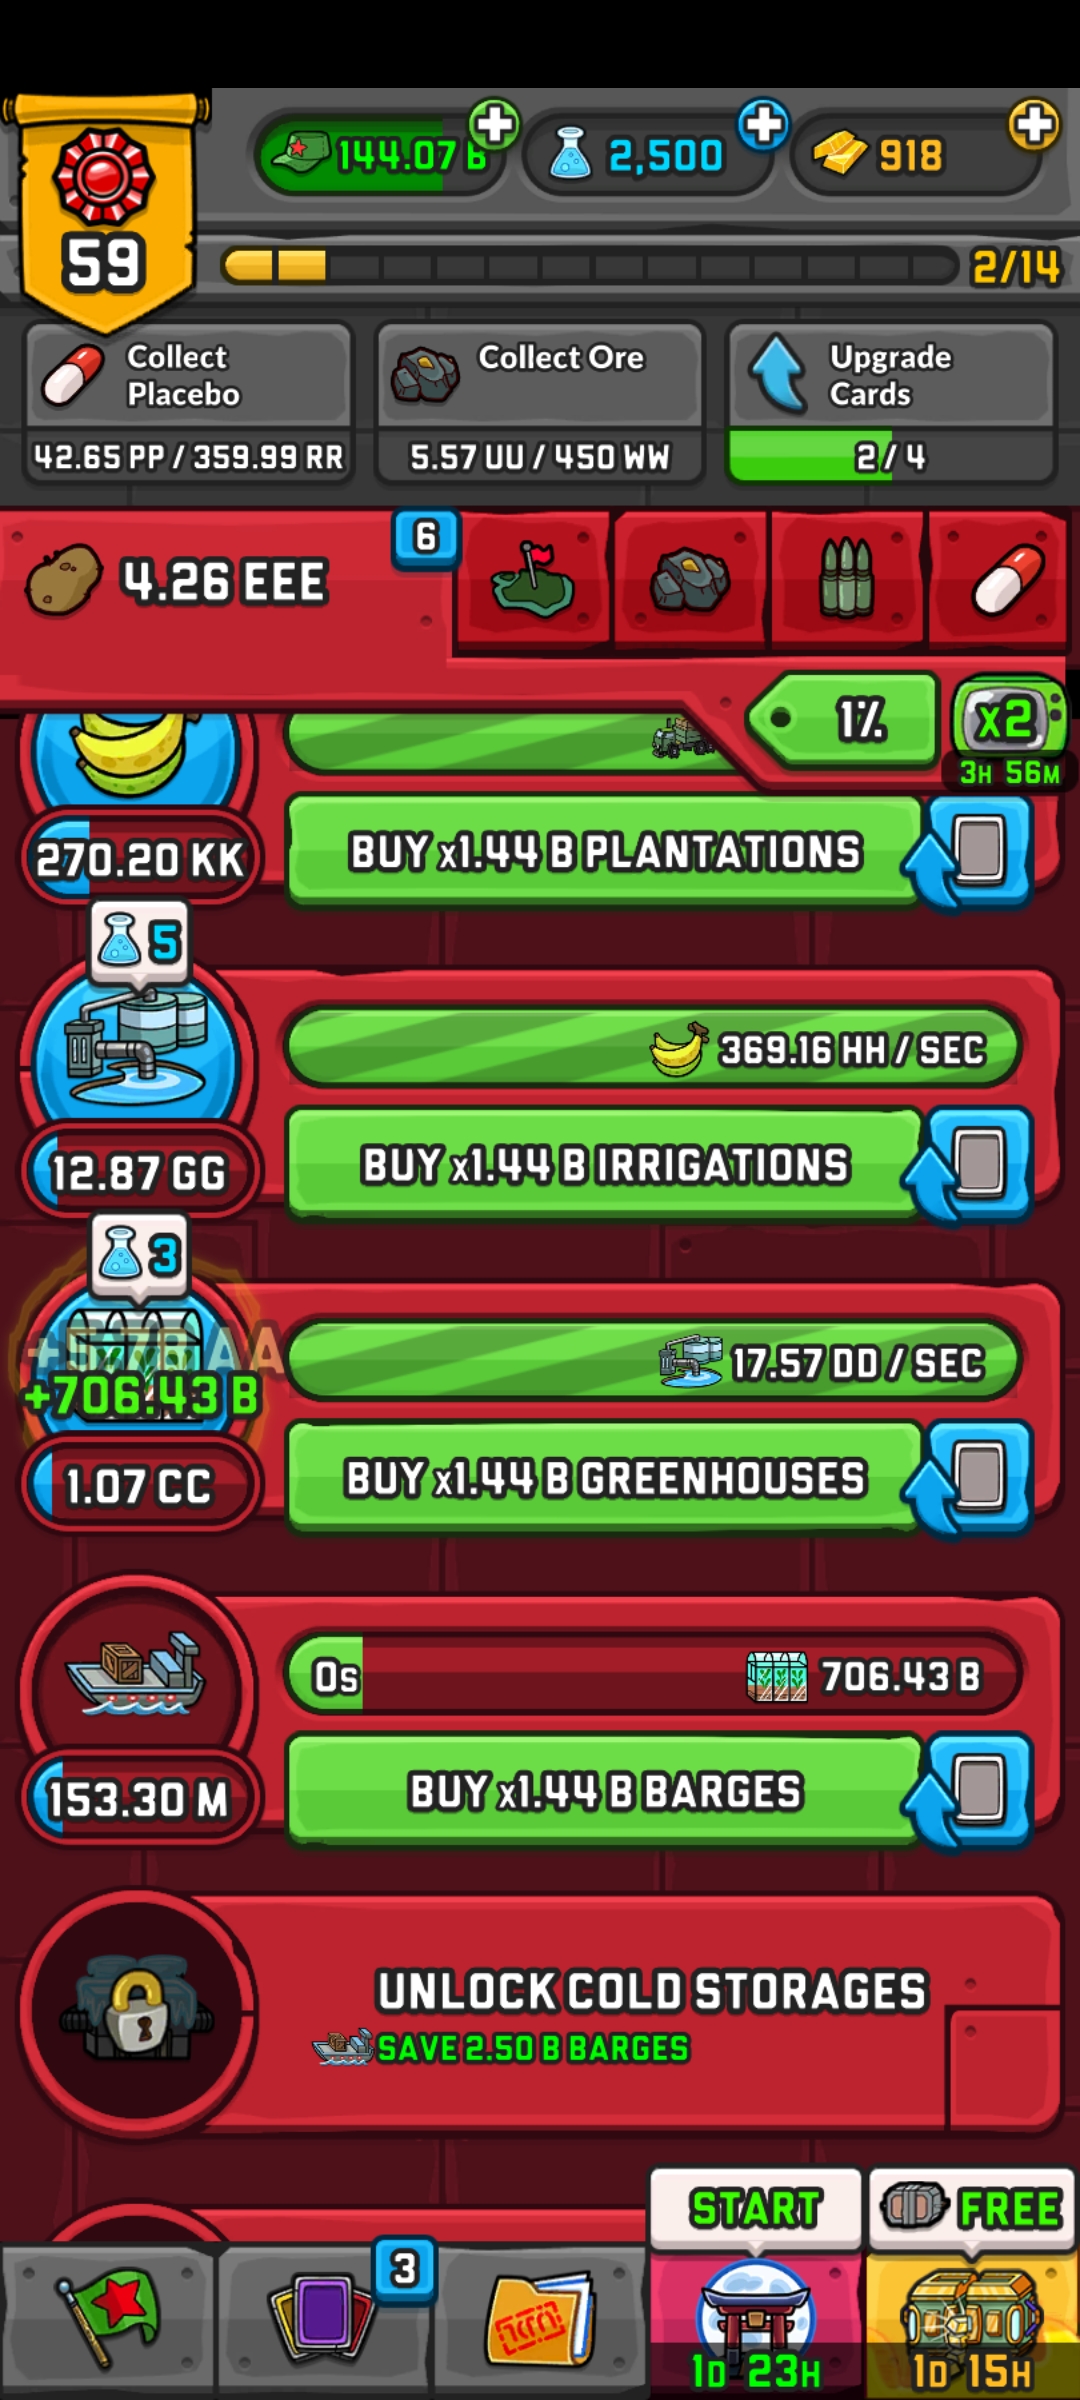 144.07 B
2,500
918
59
2/14
Collect
Placebo
42.65 PP / 359.99 RR
Collect Ore
5.57 UU / 450 WW
Upgrade
Cards
2 / 4
4.26 EEE
6
1%
x2
3H 56M
270.20 KK
BUY x1.44 B PLANTATIONS
5
369.16 HH / SEC
12.87 GG
BUY x1.44 B IRRIGATIONS
3
17.57 DD / SEC
+706.43 B
1.07 CC
BUY x1.44 B GREENHOUSES
0s
706.43 B
153.30 M
BUY x1.44 B BARGES
UNLOCK COLD STORAGES
SAVE 2.50 B BARGES
START
FREE
3
1D 23H
1D 15H